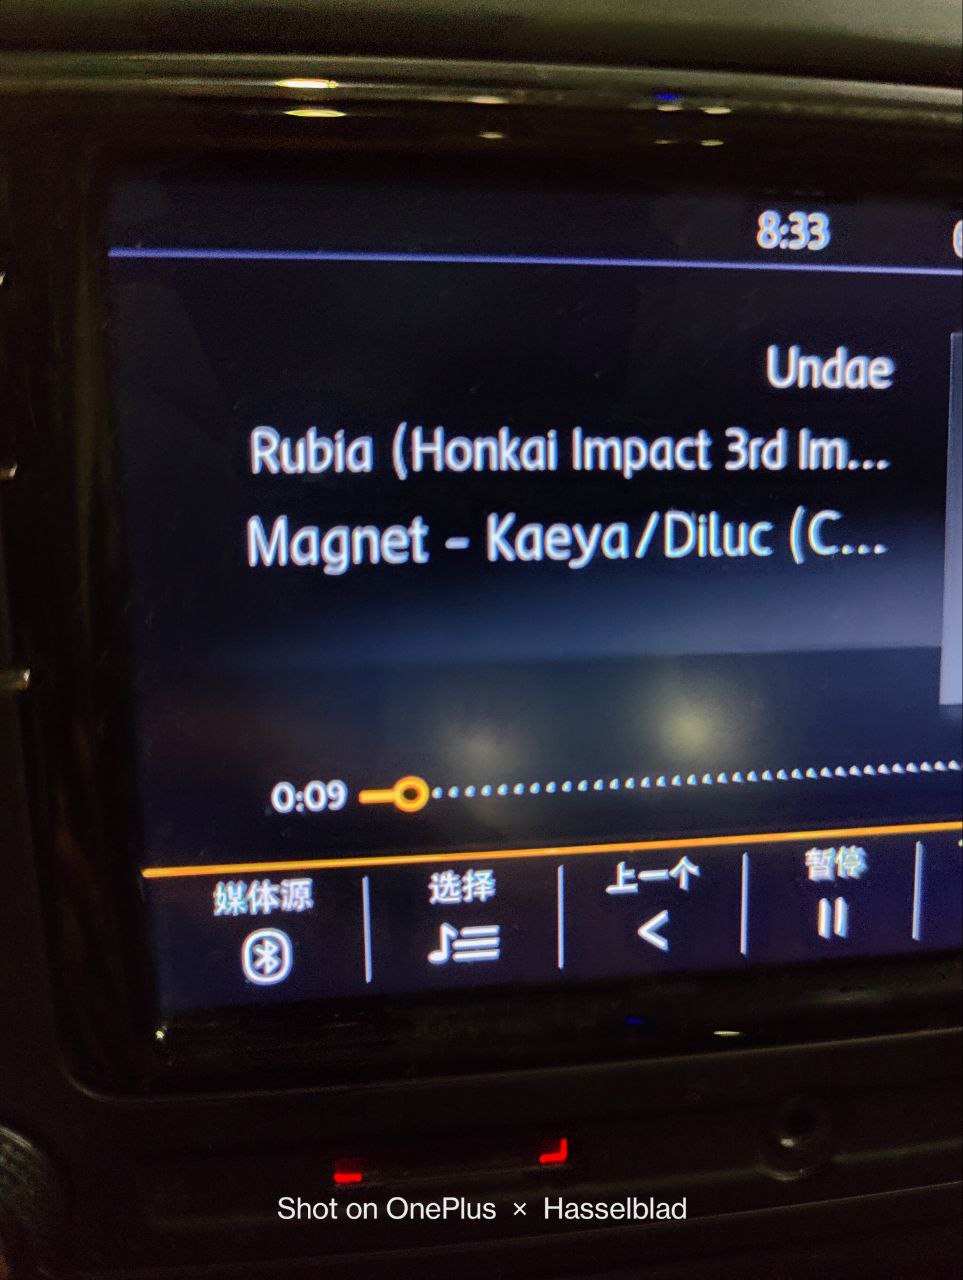 8:33
Undae
Rubia (Honkai Impact 3rd Im...
Magnet - Kaeya/Diluc (C...
0:09
媒体源 选择 上一个 暂停
Shot on OnePlus × Hasselblad